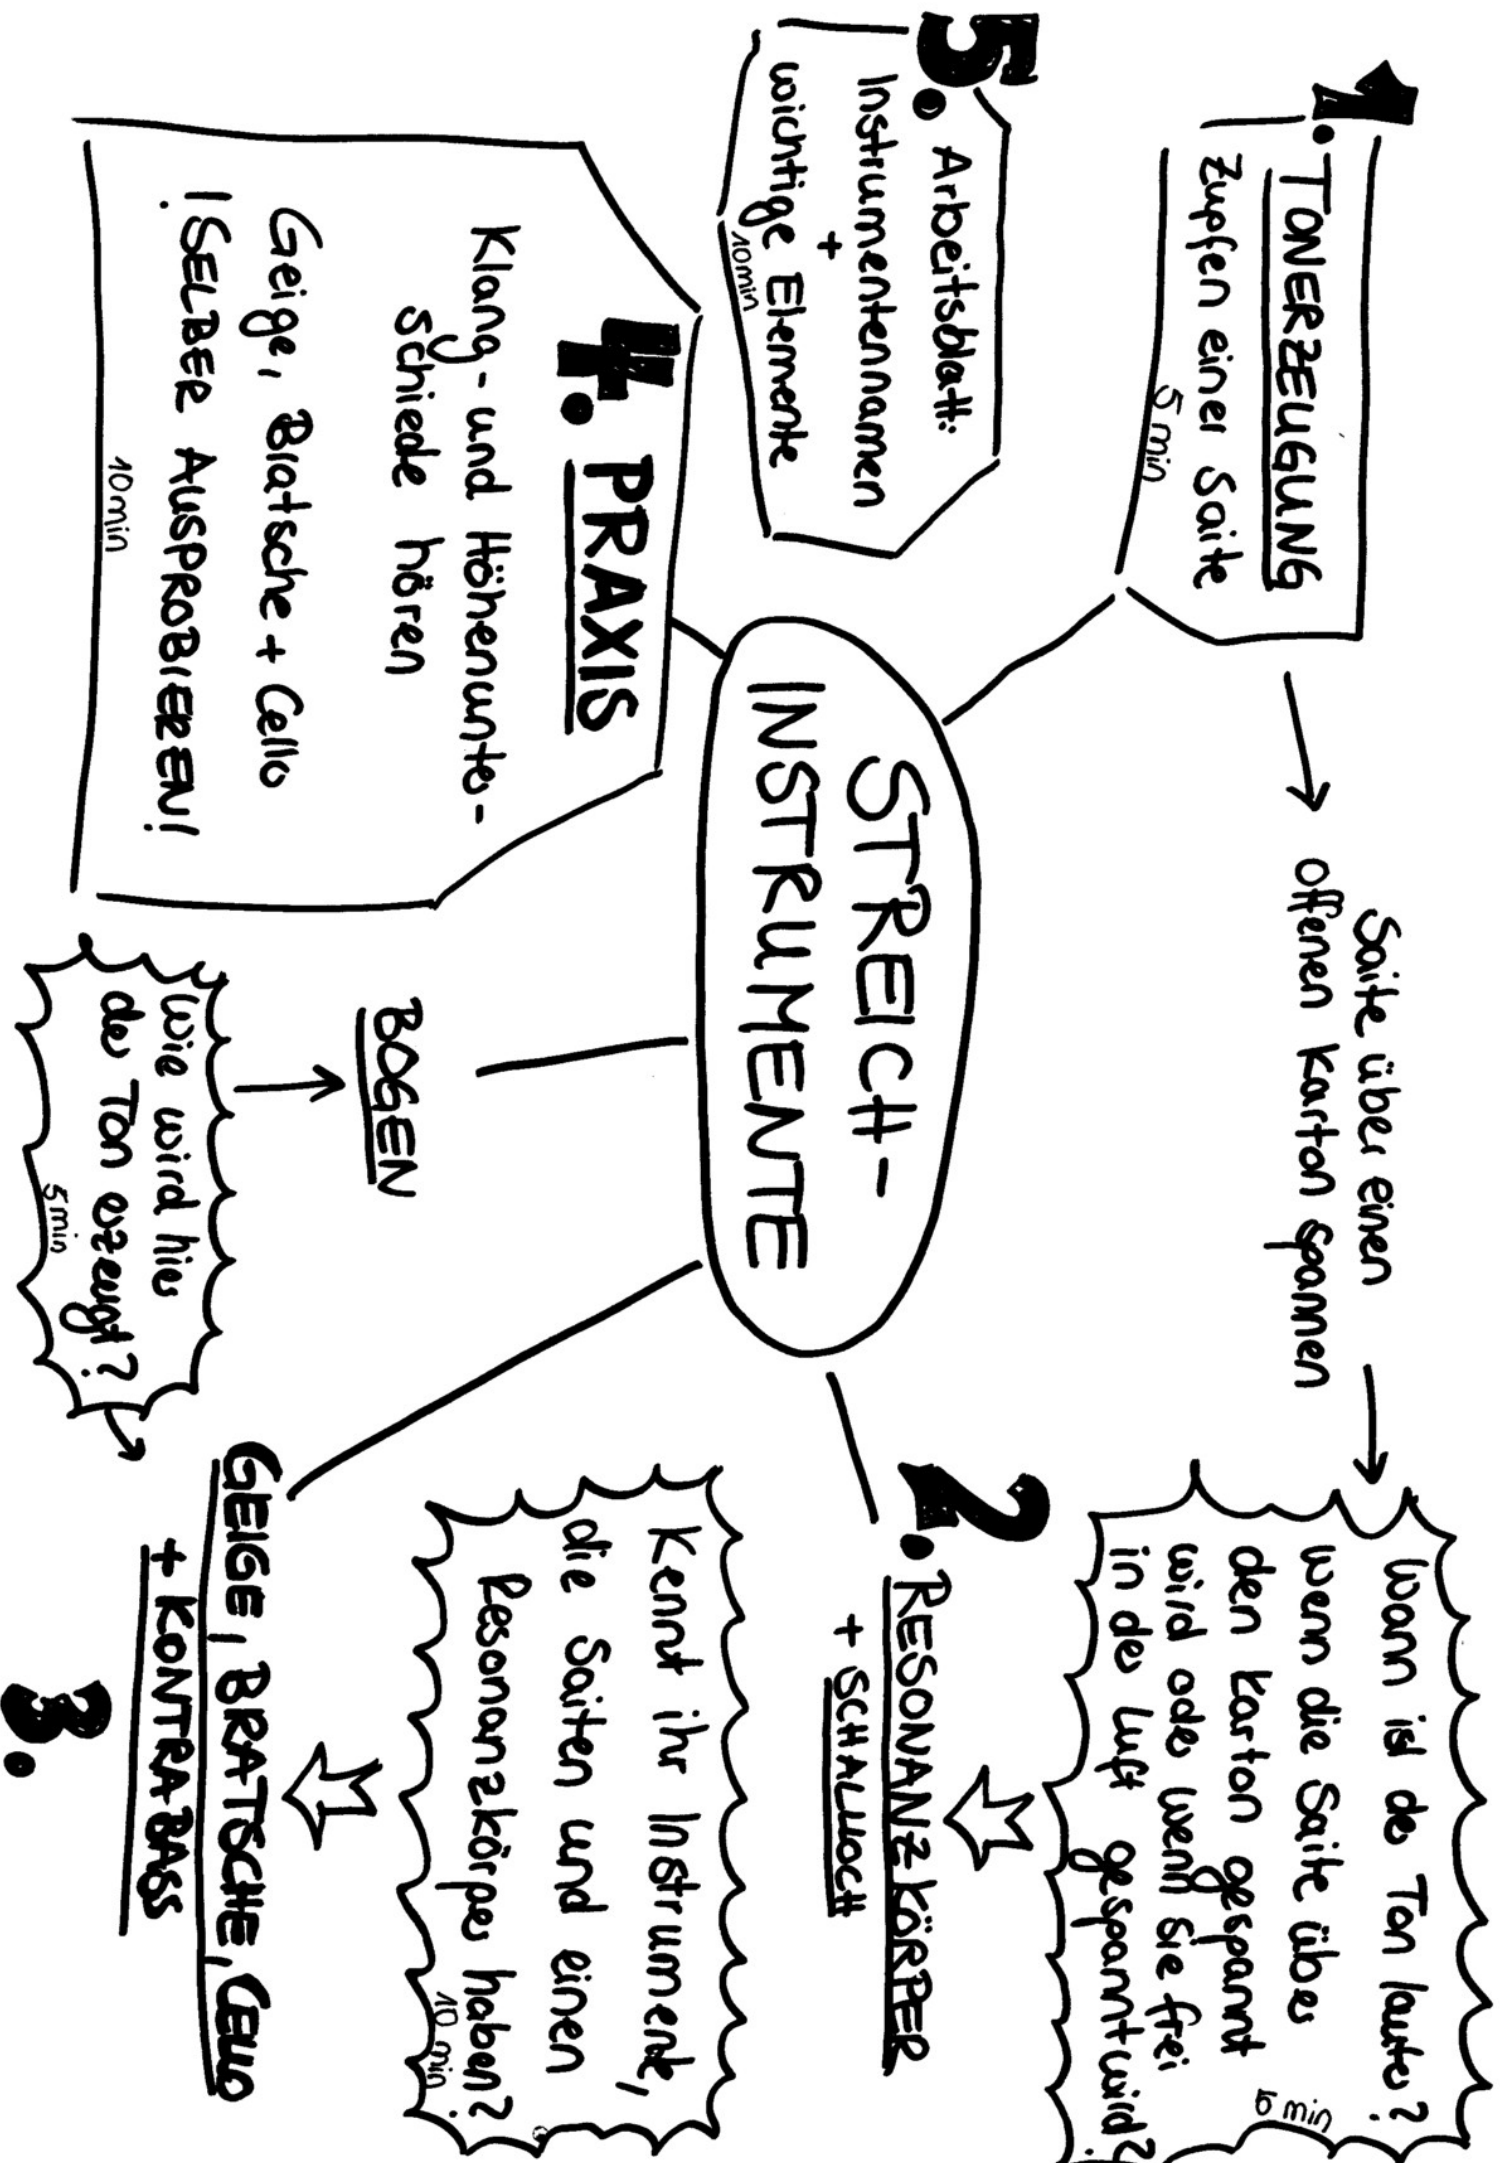 STREICH-
INSTRUMENTE
1. TONERZEUGUNG
Zupfen einer Saite
5 min
Saite über einen
offenen Karton spannen
Wann ist der Ton lauter?
wenn die Saite über
den Karton gespannt
wird oder wenn sie frei
in der Luft gespannt wird?
5 min
2. RESONANZKÖRPER
+ SCHALLLOCH
Kennt ihr Instrumente,
die Saiten und einen
Resonanzkörper haben?
10 min
GEIGE, BRATSCHE, CELLO
+ KONTRABASS
3.
BOGEN
Wie wird hier
der Ton erzeugt?
5 min
4. PRAXIS
Klang- und Höhenunter-
schiede hören
Geige, Bratsche + Cello
! SELBER AUSPROBIEREN!
10 min
5. Arbeitsblatt:
Instrumentennamen
+
wichtige Elemente
10 min